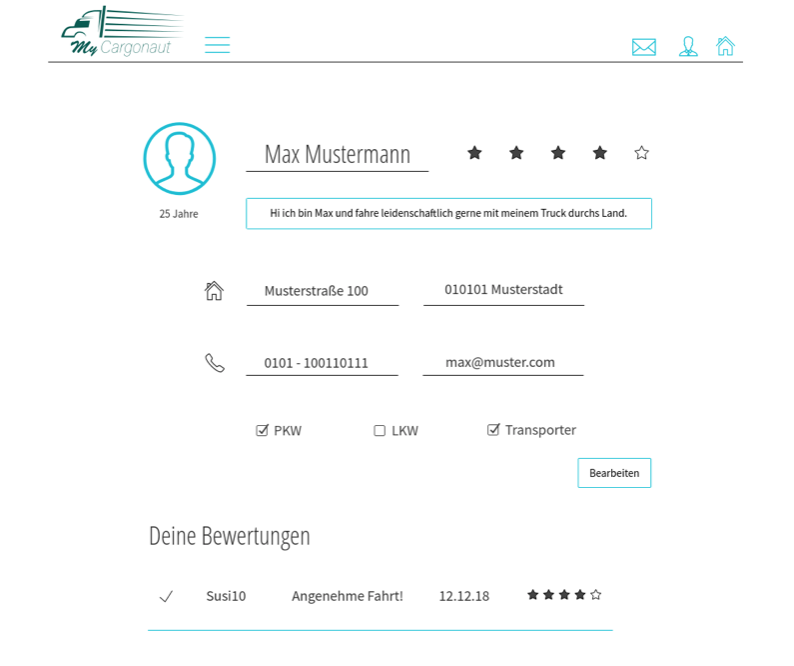 My Cargonaut
Max Mustermann
25 Jahre
Hi ich bin Max und fahre leidenschaftlich gerne mit meinem Truck durchs Land.
Musterstraße 100 010101 Musterstadt
0101 - 100110111 max@muster.com
PKW LKW Transporter
Bearbeiten
Deine Bewertungen
Susi10 Angenehme Fahrt! 12.12.18